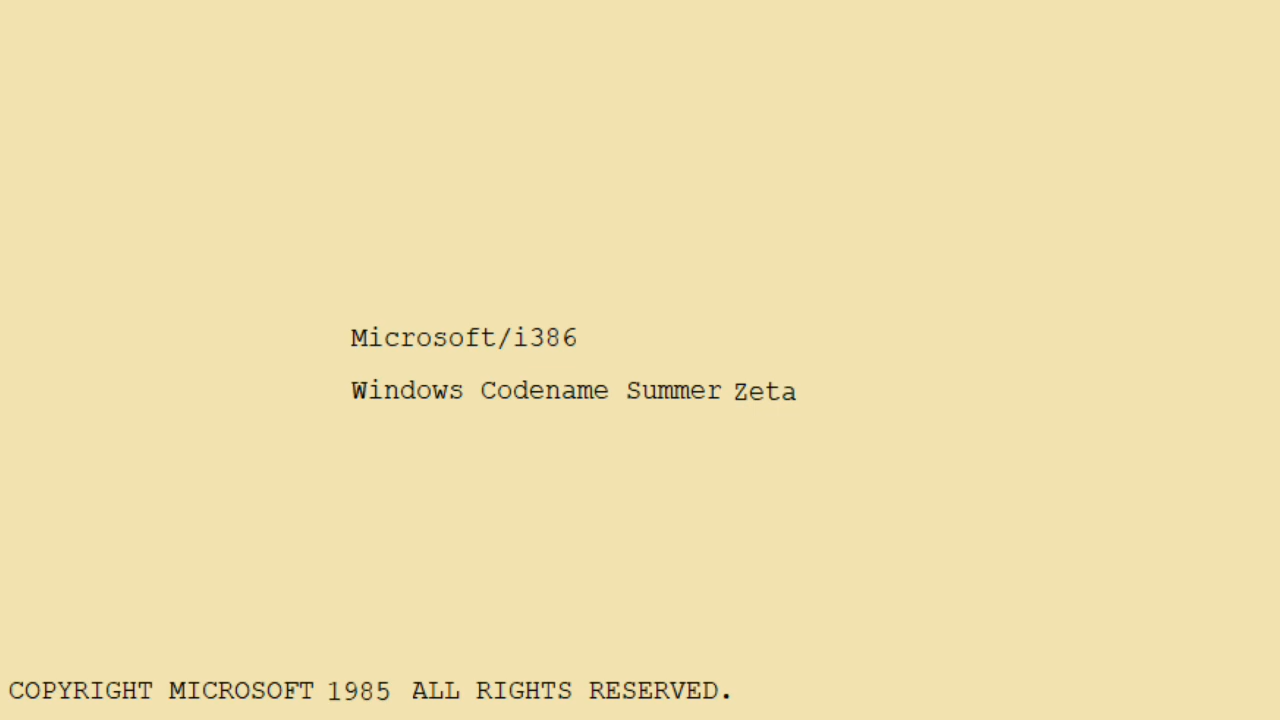 Microsoft/i386
Windows Codename Summer Zeta
COPYRIGHT MICROSOFT 1985 ALL RIGHTS RESERVED.